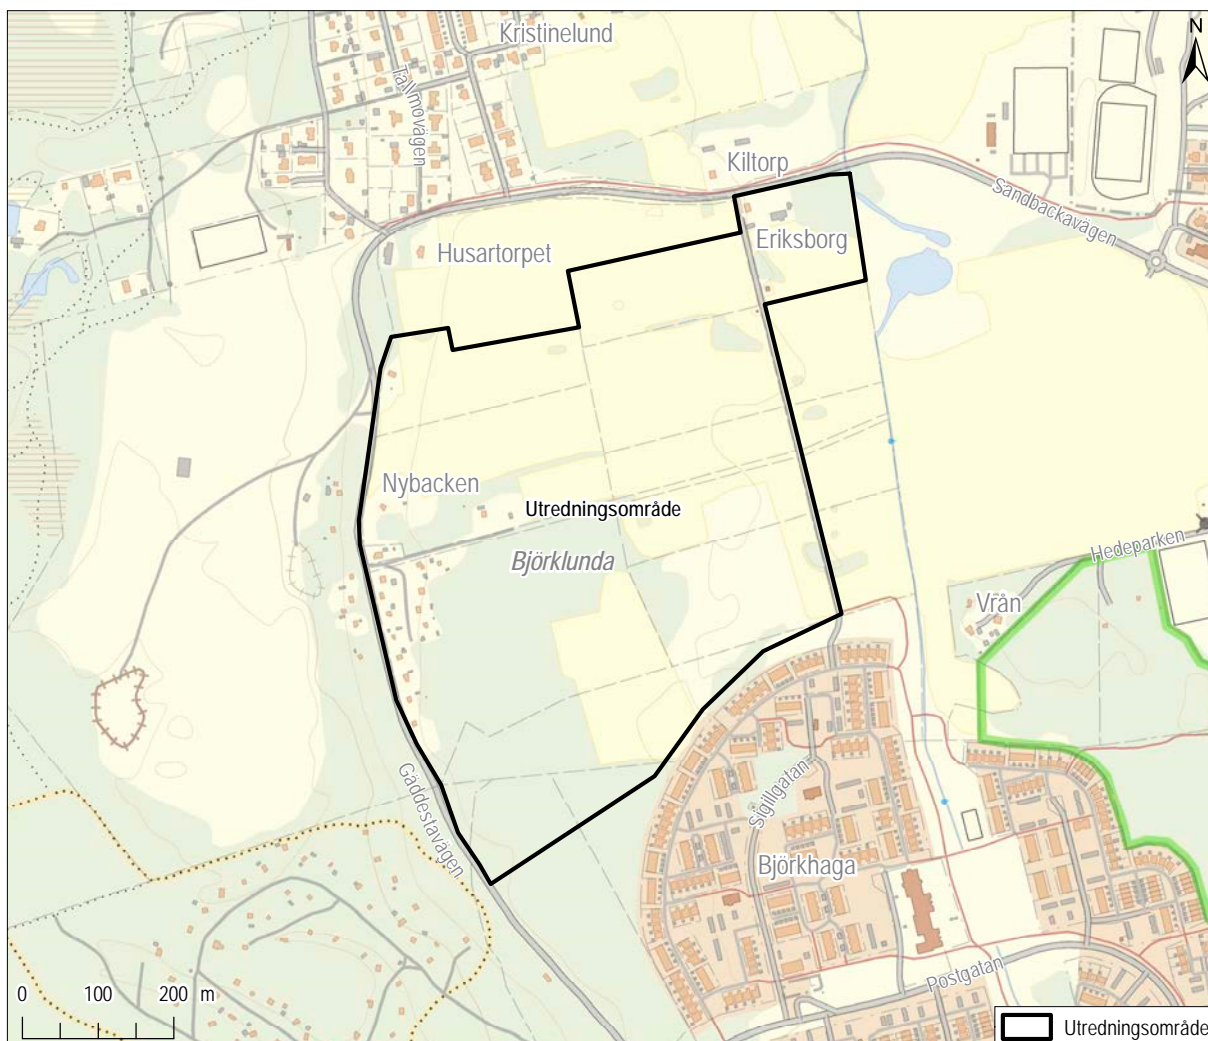 Kristinelund
N
Tallmovägen
Kiltorp
Sandbackavägen
Husartorpet
Eriksborg
Nybacken
Utredningsområde
Björklunda
Hedeparken
Vrån
Gäddestavägen
Sigillgatan
Björkhaga
Postgatan
0 100 200 m
Utredningsområde